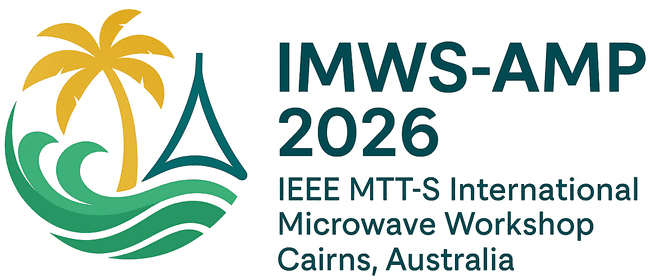 IMWS-AMP
2026
IEEE MTT-S International
Microwave Workshop
Cairns, Australia